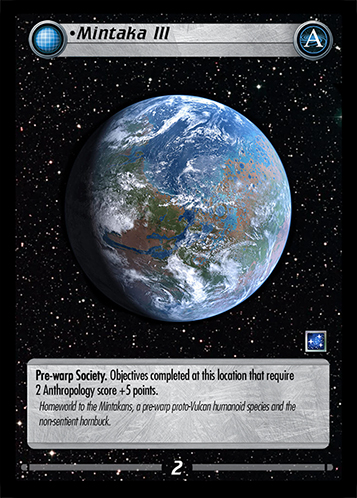 •Mintaka III
A
Pre-warp Society. Objectives completed at this location that require
2 Anthropology score +5 points.
Homeworld to the Mintakans, a pre-warp proto-Vulcan humanoid species and the
non-sentient hornbuck.
2